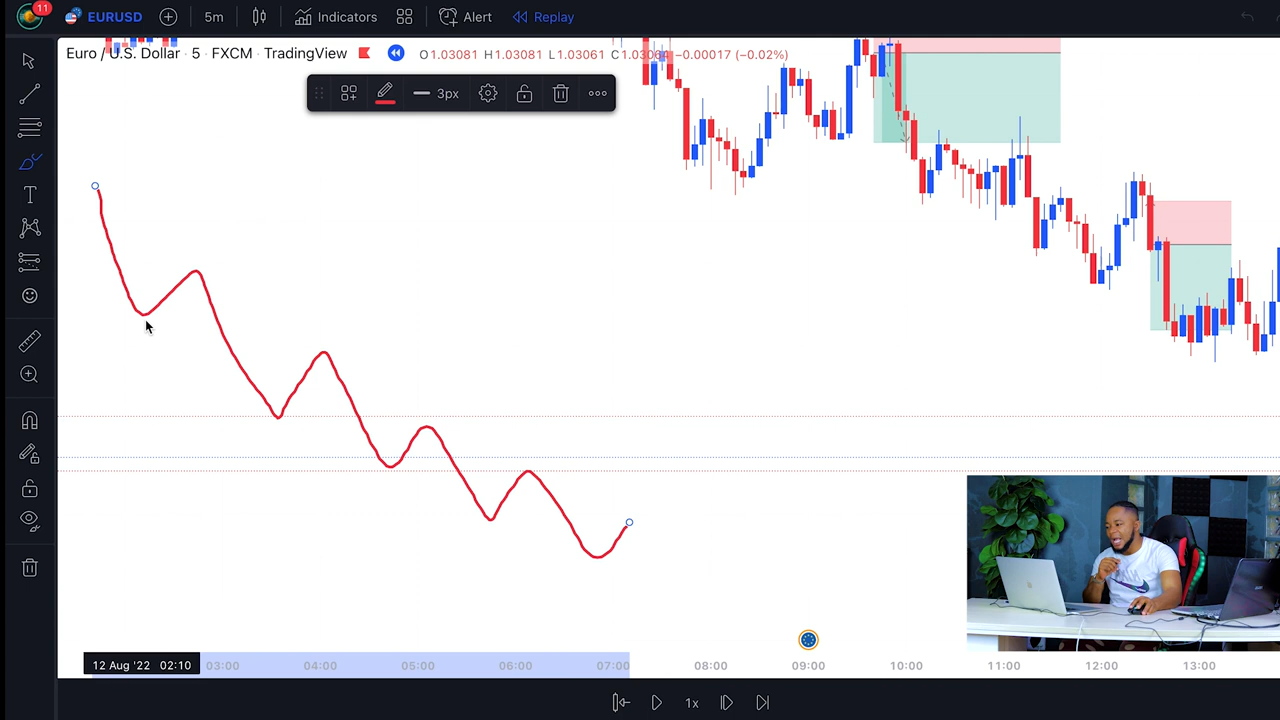 11 EURUSD 5m Indicators Alert Replay
Euro / U.S. Dollar · 5 · FXCM · TradingView O1.03081 H1.03081 L1.03061 C1.03064 −0.00017 (−0.02%)
3px
12 Aug '22 02:10 03:00 04:00 05:00 06:00 07:00 08:00 09:00 10:00 11:00 12:00 13:00
1x